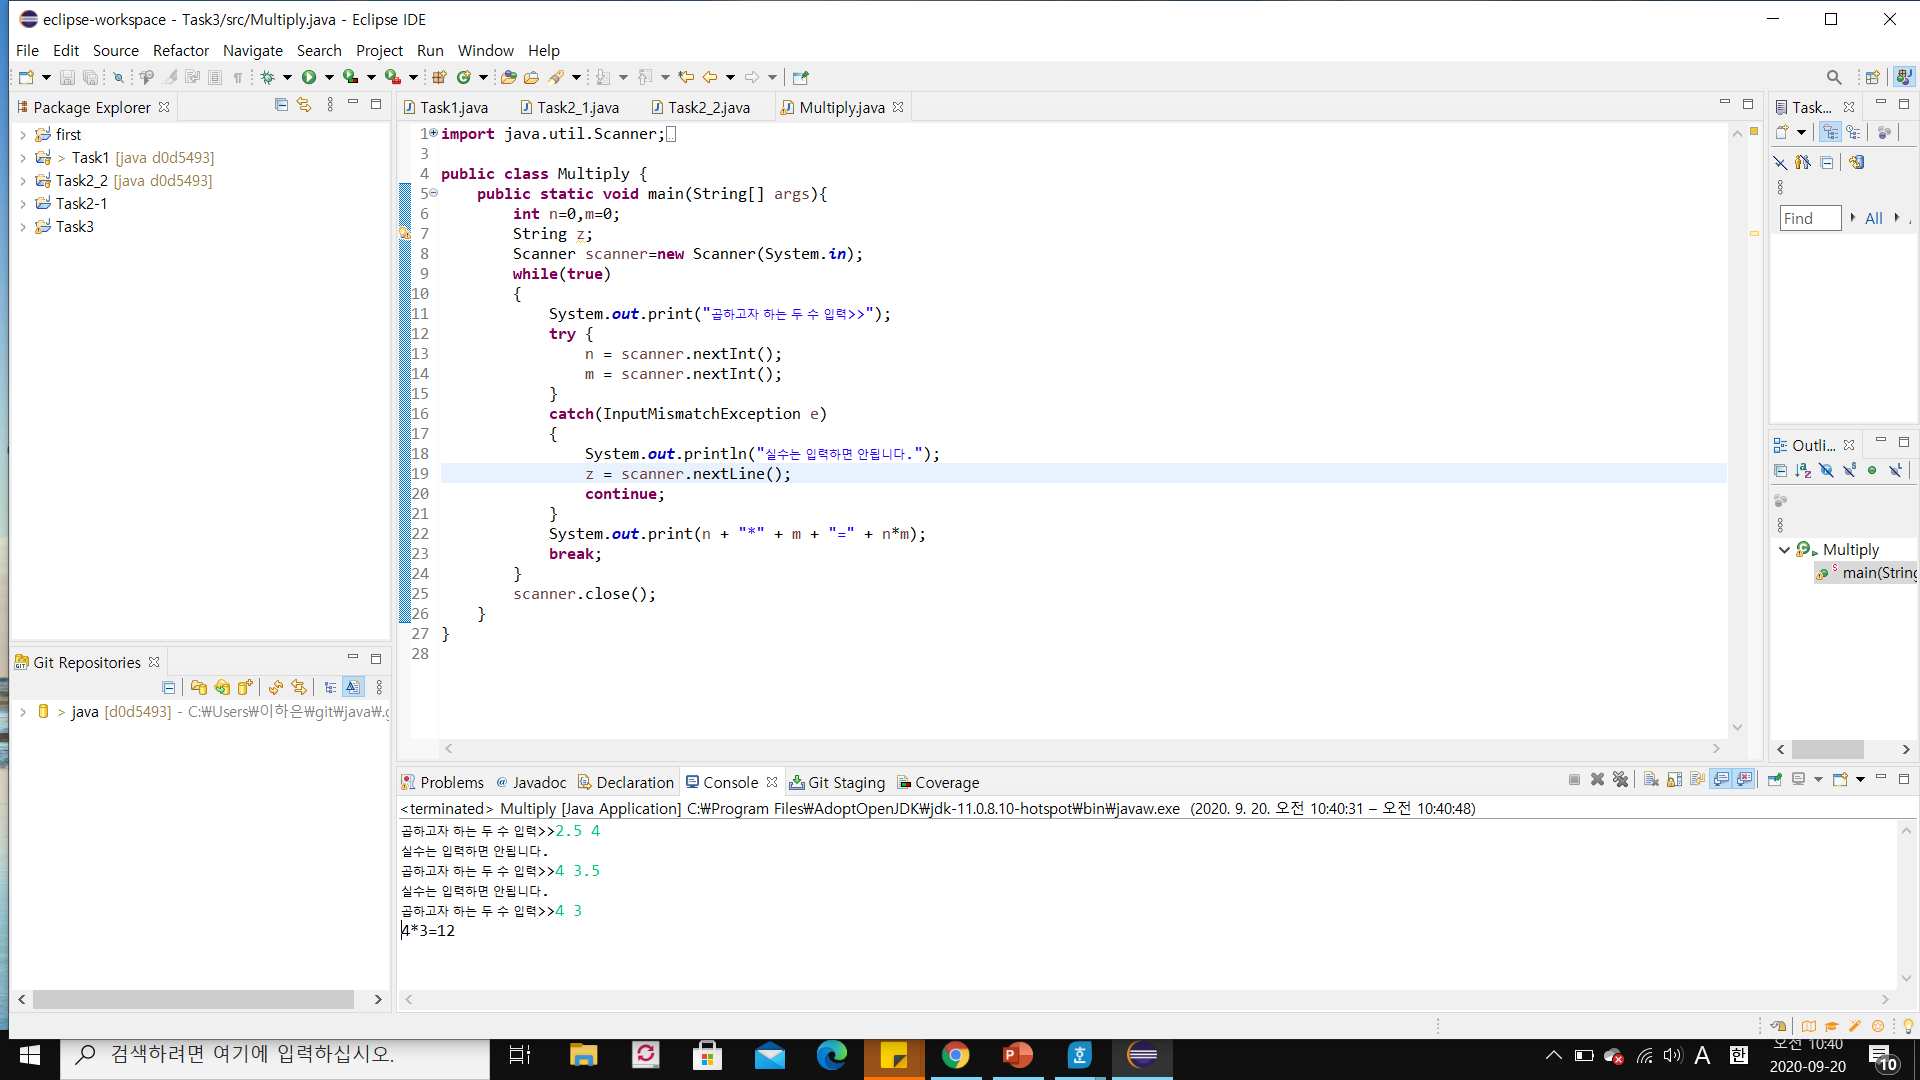 eclipse-workspace - Task3/src/Multiply.java - Eclipse IDE
File Edit Source Refactor Navigate Search Project Run Window Help
Package Explorer
first
> Task1 [java d0d5493]
Task2_2 [java d0d5493]
Task2-1
Task3
Git Repositories
> java [d0d5493] - C:₩Users₩이하은₩git₩java₩.g
Task1.java Task2_1.java Task2_2.java Multiply.java
1 import java.util.Scanner;
3
4 public class Multiply {
5 public static void main(String[] args){
6 int n=0,m=0;
7 String z;
8 Scanner scanner=new Scanner(System.in);
9 while(true)
10 {
11 System.out.print("곱하고자 하는 두 수 입력>>");
12 try {
13 n = scanner.nextInt();
14 m = scanner.nextInt();
15 }
16 catch(InputMismatchException e)
17 {
18 System.out.println("실수는 입력하면 안됩니다.");
19 z = scanner.nextLine();
20 continue;
21 }
22 System.out.print(n + "*" + m + "=" + n*m);
23 break;
24 }
25 scanner.close();
26 }
27 }
28
Task...
Find All
Outli...
Multiply
main(String
Problems Javadoc Declaration Console Git Staging Coverage
<terminated> Multiply [Java Application] C:₩Program Files₩AdoptOpenJDK₩jdk-11.0.8.10-hotspot₩bin₩javaw.exe (2020. 9. 20. 오전 10:40:31 – 오전 10:40:48)
곱하고자 하는 두 수 입력>>2.5 4
실수는 입력하면 안됩니다.
곱하고자 하는 두 수 입력>>4 3.5
실수는 입력하면 안됩니다.
곱하고자 하는 두 수 입력>>4 3
4*3=12
검색하려면 여기에 입력하십시오.
A 한
오전 10:40
2020-09-20
10